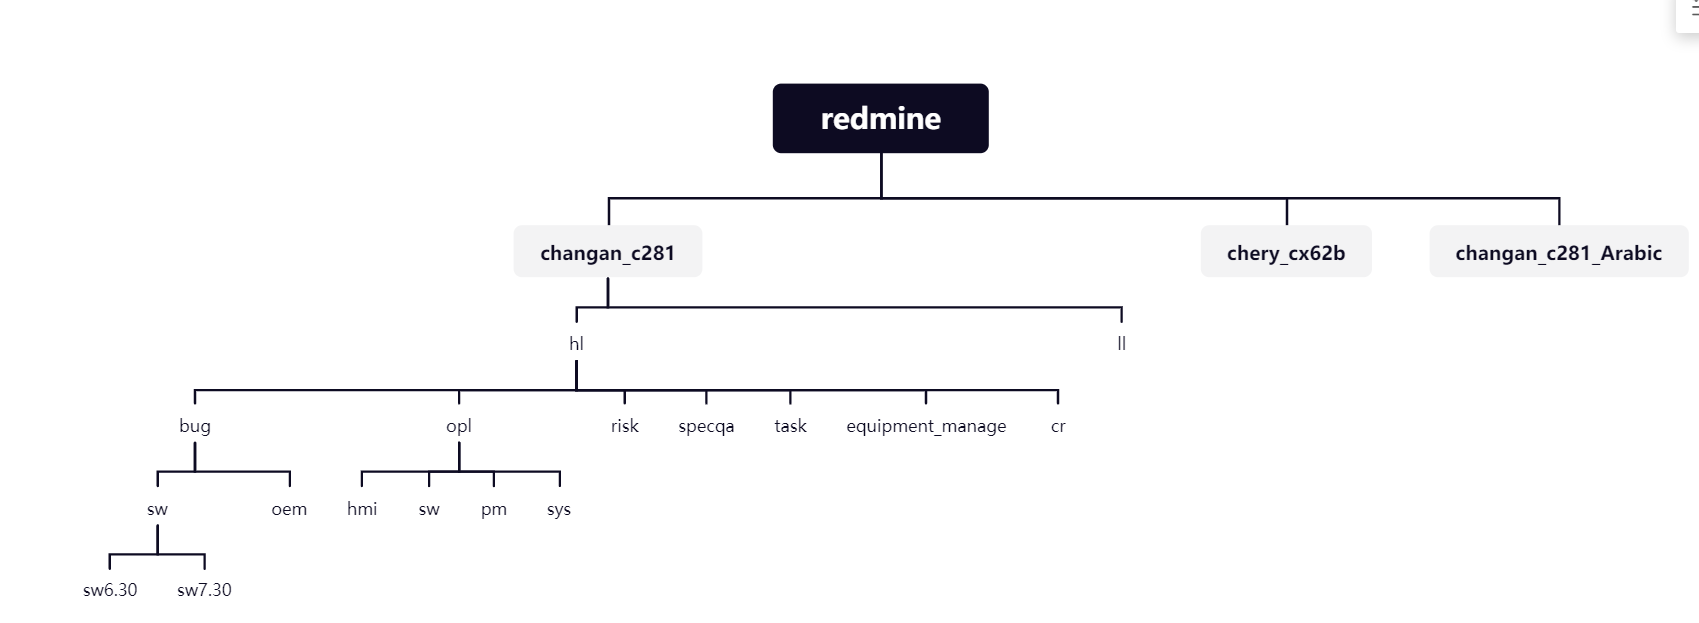 redmine
changan_c281
chery_cx62b
changan_c281_Arabic
hl
ll
bug
opl
risk
specqa
task
equipment_manage
cr
sw
oem
hmi
sw
pm
sys
sw6.30
sw7.30